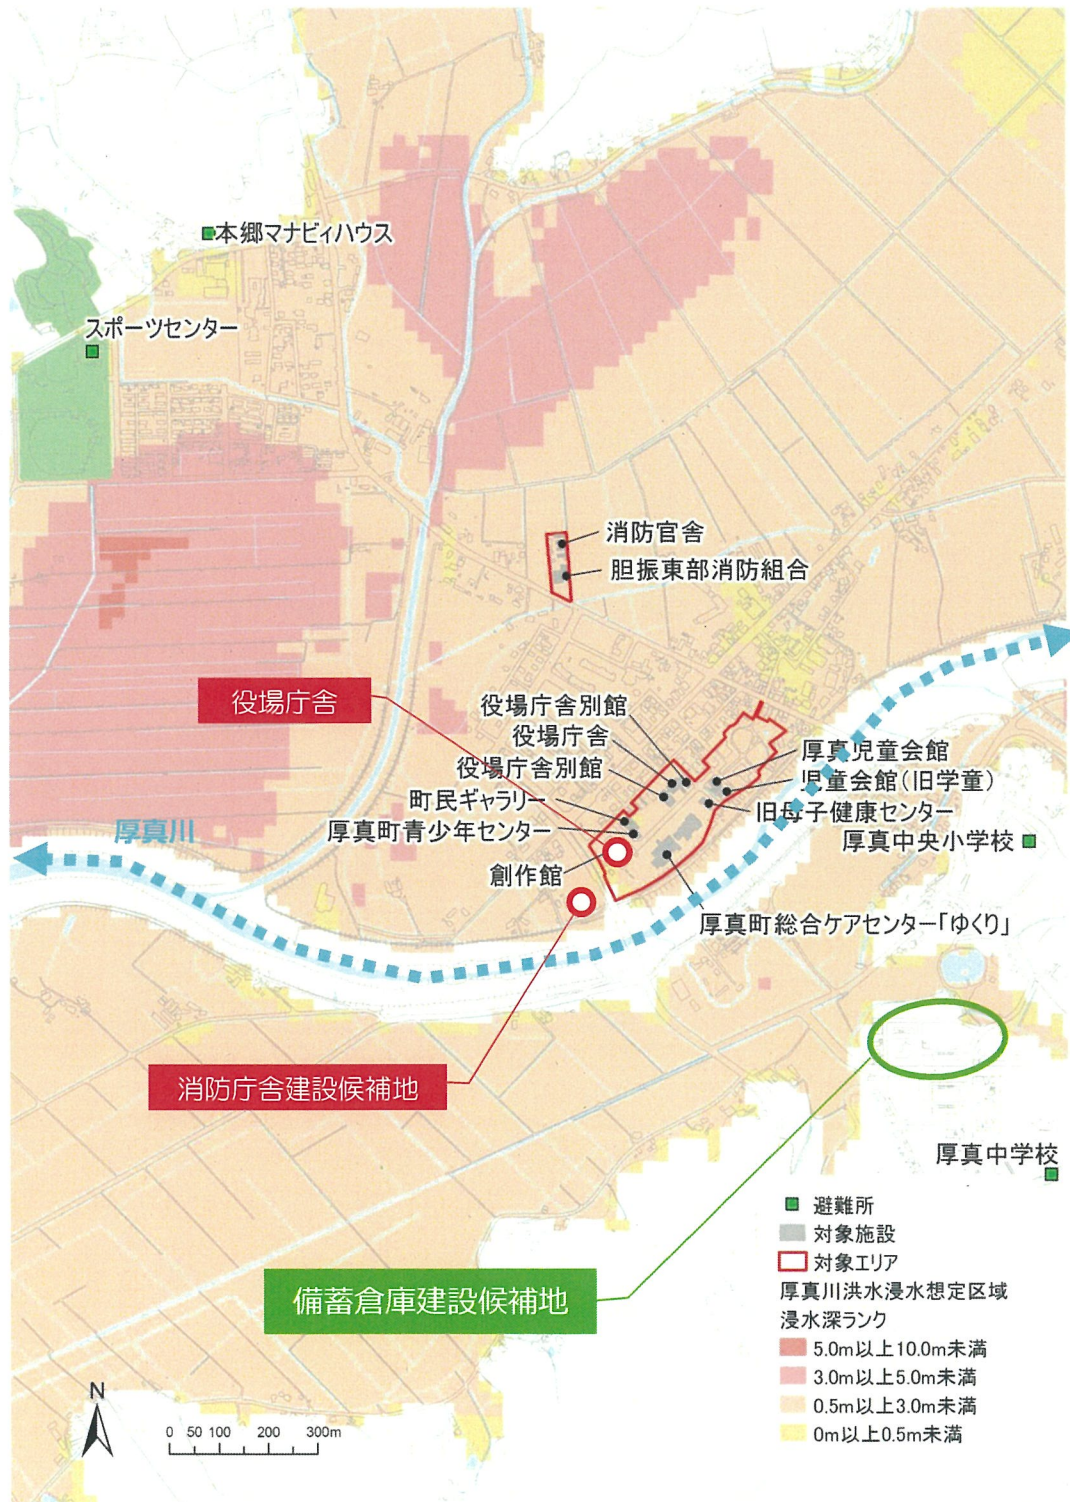 本郷マナビィハウス
スポーツセンター
消防官舎
胆振東部消防組合
役場庁舎
役場庁舎別館
役場庁舎
役場庁舎別館
町民ギャラリー
厚真町青少年センター
創作館
厚真児童会館
児童会館(旧学童)
旧母子健康センター
厚真中央小学校
厚真町総合ケアセンター「ゆくり」
厚真川
消防庁舎建設候補地
厚真中学校
備蓄倉庫建設候補地
避難所
対象施設
対象エリア
厚真川洪水浸水想定区域
浸水深ランク
5.0m以上10.0m未満
3.0m以上5.0m未満
0.5m以上3.0m未満
0m以上0.5m未満
N
0 50 100 200 300m